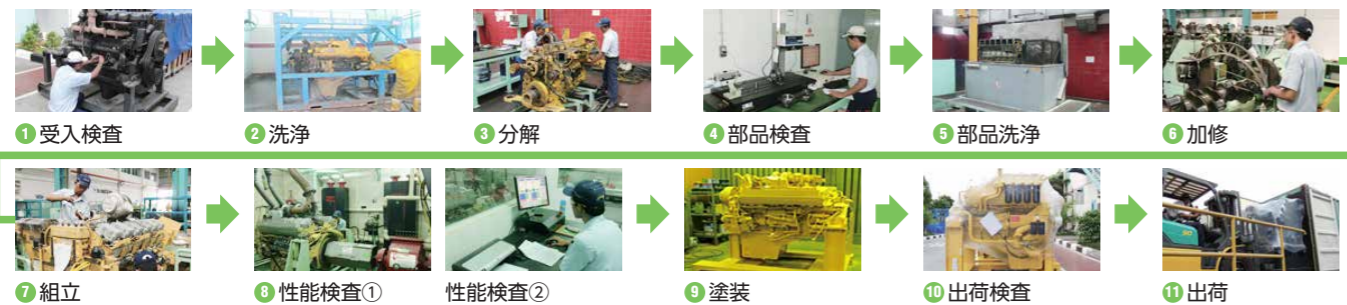 ❶受入検査
❷洗浄
❸分解
❹部品検査
❺部品洗浄
❻加修
❼組立
❽性能検査①
性能検査②
❾塗装
❿出荷検査
⓫出荷